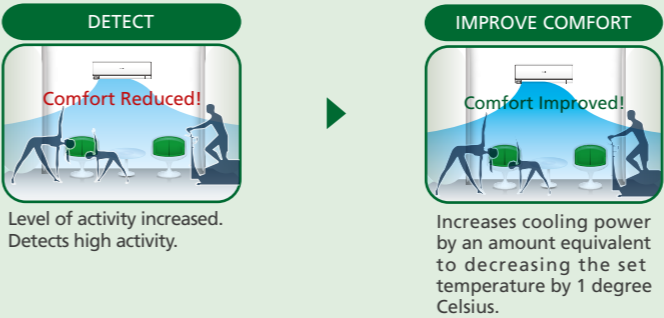 DETECT
Comfort Reduced!
Level of activity increased.
Detects high activity.
IMPROVE COMFORT
Comfort Improved!
Increases cooling power
by an amount equivalent
to decreasing the set
temperature by 1 degree
Celsius.